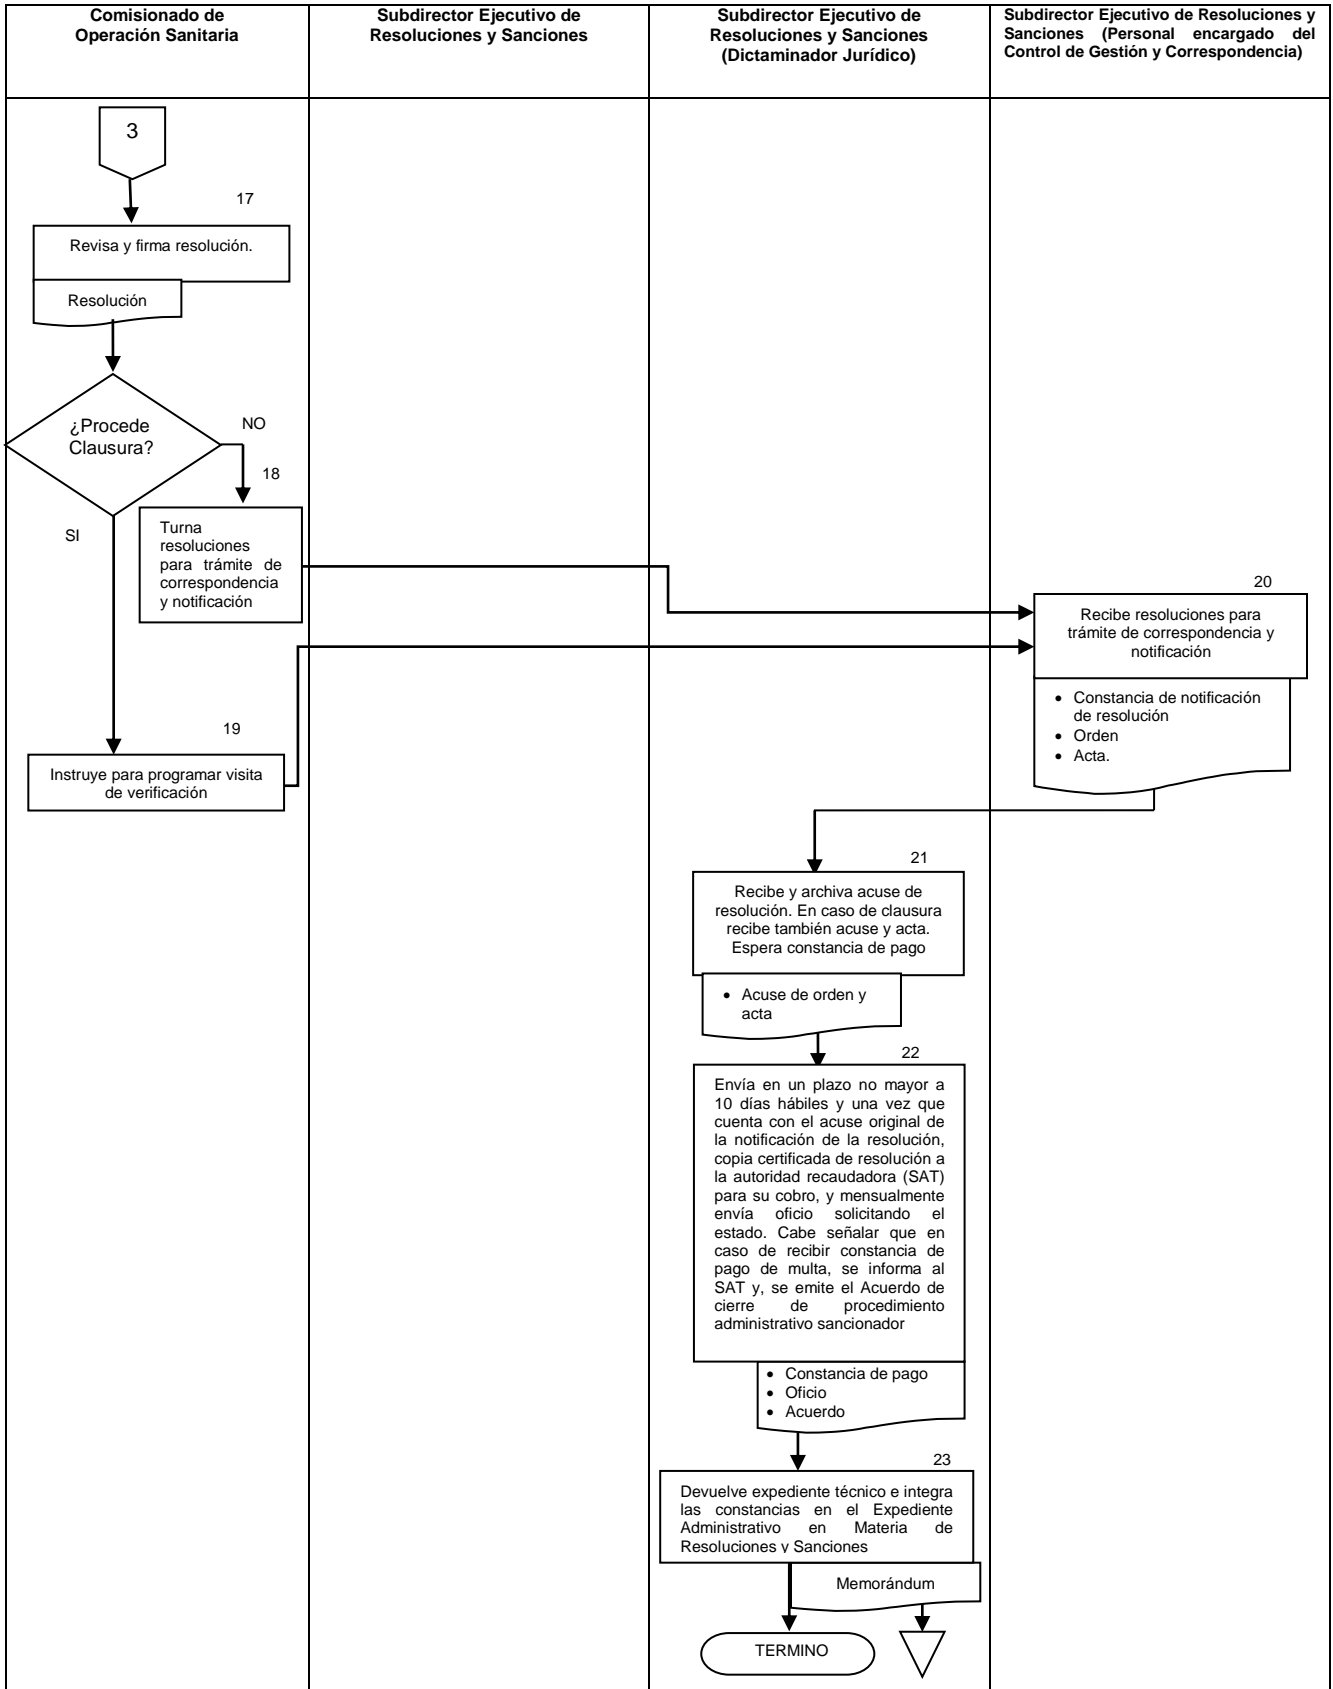 Comisionado de
Operación Sanitaria
Subdirector Ejecutivo de
Resoluciones y Sanciones
Subdirector Ejecutivo de
Resoluciones y Sanciones
(Dictaminador Jurídico)
Subdirector Ejecutivo de Resoluciones y
Sanciones (Personal encargado del
Control de Gestión y Correspondencia)
3
17
Revisa y firma resolución.
Resolución
¿Procede
Clausura?
NO
18
SI
Turna
resoluciones
para trámite de
correspondencia
y notificación
19
Instruye para programar visita
de verificación
20
Recibe resoluciones para
trámite de correspondencia y
notificación
• Constancia de notificación
de resolución
• Orden
• Acta.
21
Recibe y archiva acuse de
resolución. En caso de clausura
recibe también acuse y acta.
Espera constancia de pago
• Acuse de orden y
acta
22
Envía en un plazo no mayor a
10 días hábiles y una vez que
cuenta con el acuse original de
la notificación de la resolución,
copia certificada de resolución a
la autoridad recaudadora (SAT)
para su cobro, y mensualmente
envía oficio solicitando el
estado. Cabe señalar que en
caso de recibir constancia de
pago de multa, se informa al
SAT y, se emite el Acuerdo de
cierre de procedimiento
administrativo sancionador
• Constancia de pago
• Oficio
• Acuerdo
23
Devuelve expediente técnico e integra
las constancias en el Expediente
Administrativo en Materia de
Resoluciones y Sanciones
Memorándum
TERMINO